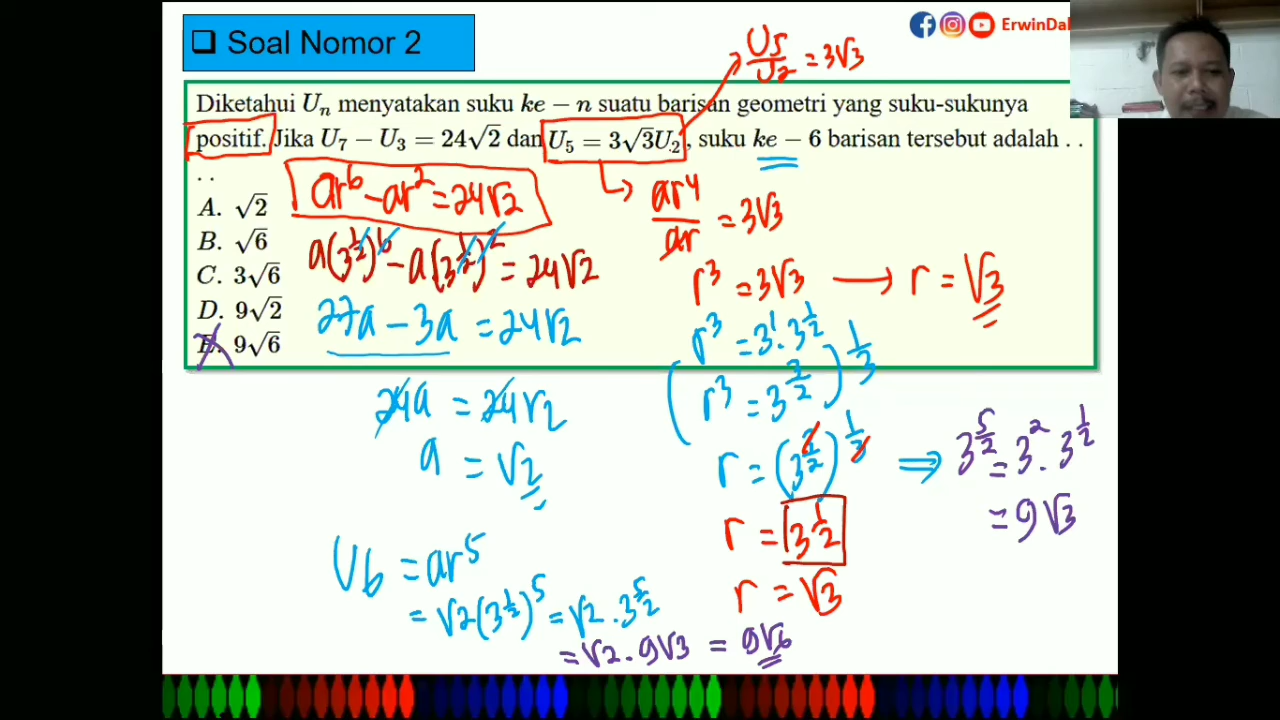 ❑ Soal Nomor 2
ErwinDal
Diketahui Uₙ menyatakan suku ke − n suatu barisan geometri yang suku-sukunya
positif. Jika U₇ − U₃ = 24√2 dan U₅ = 3√3U₂, suku ke − 6 barisan tersebut adalah . .
. .
A. √2
B. √6
C. 3√6
D. 9√2
E. 9√6
U5/U2 = 3√3
ar⁶ − ar² = 24√2
a(3^(1/2))⁶ − a(3^(1/2))² = 24√2
27a − 3a = 24√2
24a = 24√2
a = √2
U6 = ar⁵
= √2(3^(1/2))⁵ = √2 . 3^(5/2)
= √2 . 9√3 = 9√6
ar⁴/ar = 3√3
r³ = 3√3 → r = √3
r³ = 3¹ . 3^(1/2)
(r³ = 3^(3/2))^(1/3)
r = (3^(3/2))^(1/3)
r = 3^(1/2)
r = √3
⇒ 3^(5/2) = 3² . 3^(1/2)
= 9√3